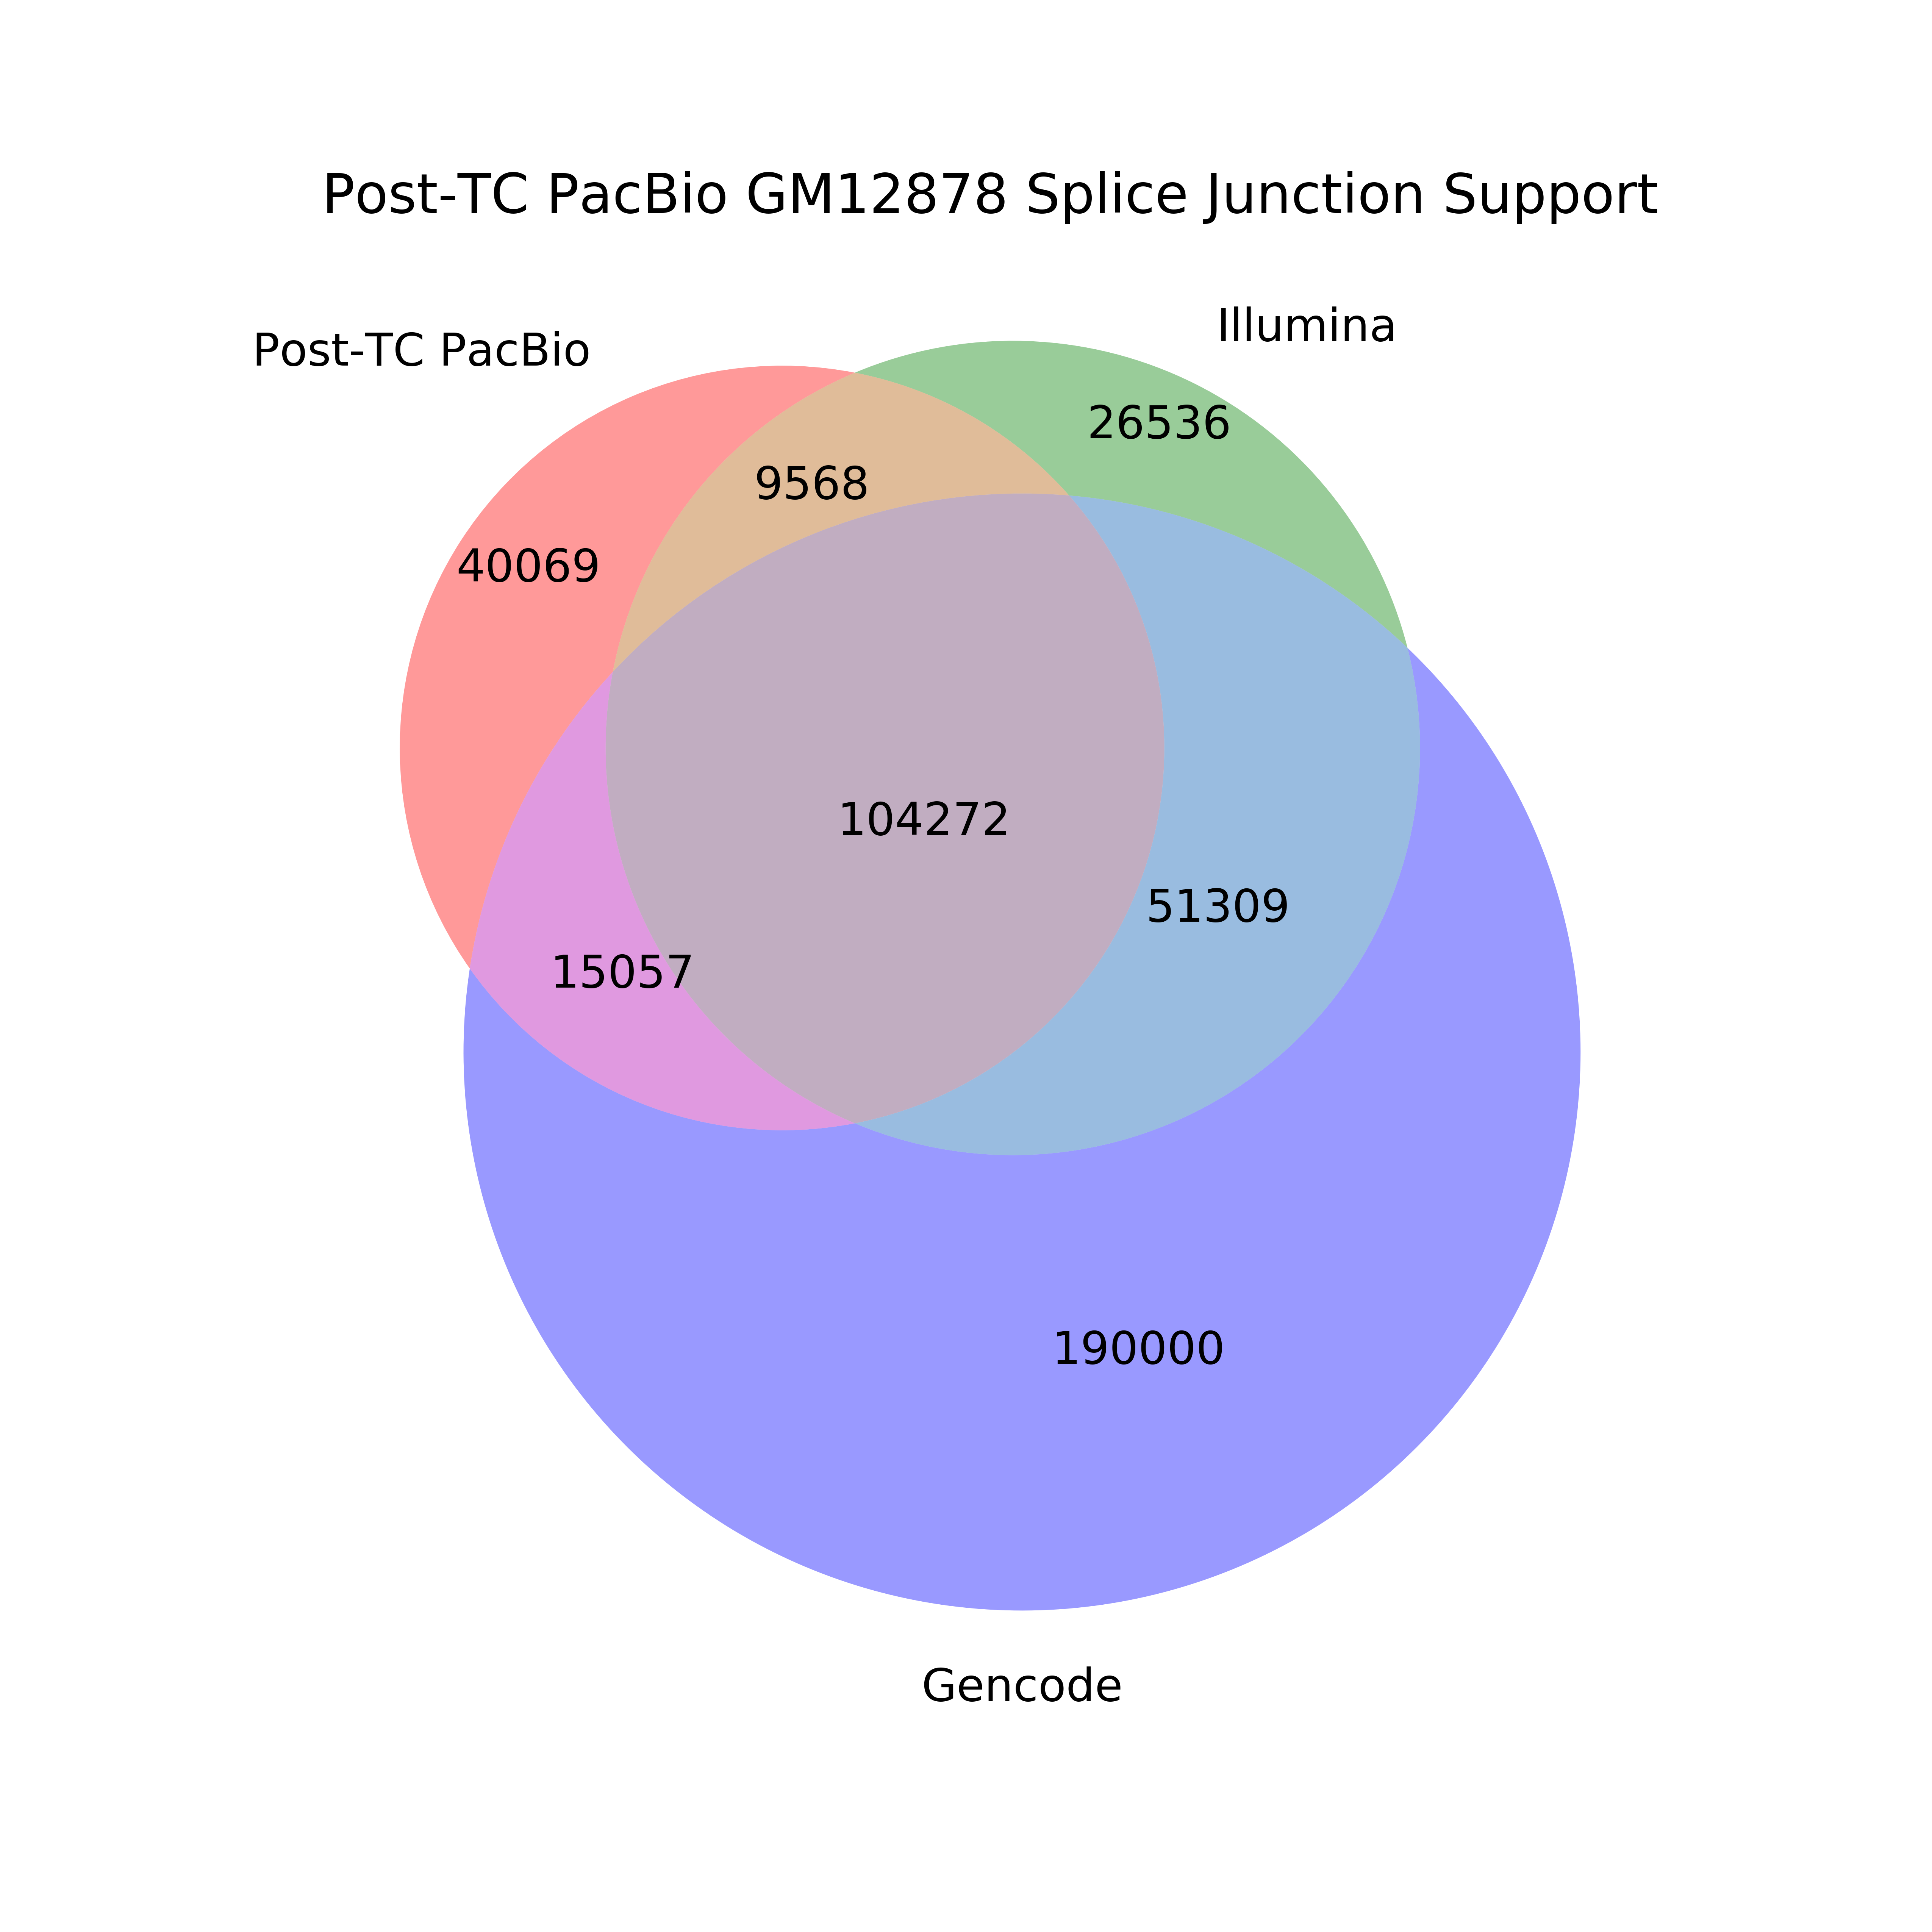 Post-TC PacBio GM12878 Splice Junction Support
Illumina
Post-TC PacBio
26536
9568
40069
104272
51309
15057
190000
Gencode